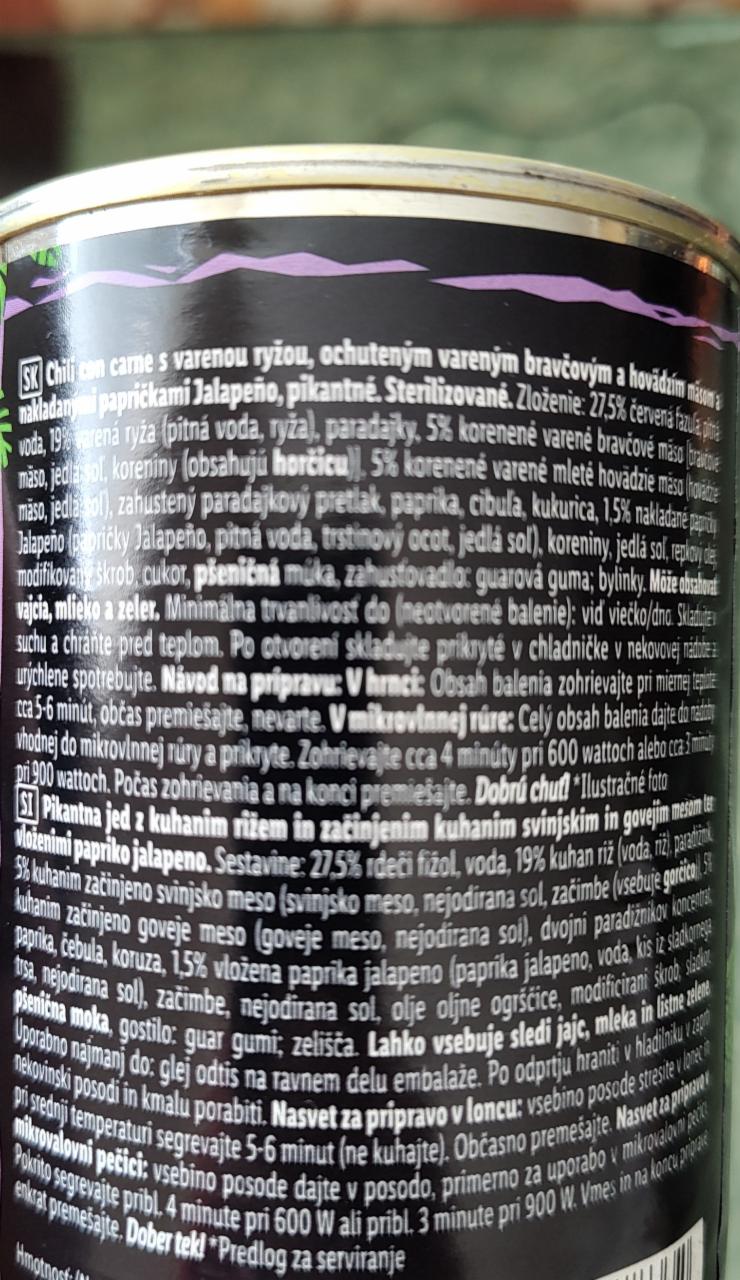 SK Chili con carne s varenou ryžou, ochuteným vareným bravčovým a hovädzím mäsom a
nakladanými papričkami Jalapeño, pikantné. Sterilizované. Zloženie: 27,5% červená fazuľa, pitná
voda, 19% varená ryža (pitná voda, ryža), paradajky, 5% korenené varené bravčové mäso (bravčové
mäso, jedlá soľ, koreniny (obsahujú horčicu)), 5% korenené varené mleté hovädzie mäso (hovädzie
mäso, jedlá soľ), zahustený paradajkový pretlak, paprika, cibuľa, kukurica, 1,5% nakladané papričky
Jalapeño (papričky Jalapeño, pitná voda, trstinový ocot, jedlá soľ), koreniny, jedlá soľ, repkový olej,
modifikovaný škrob, cukor, pšeničná múka, zahusťovadlo: guarová guma; bylinky. Môže obsahovať
vajcia, mlieko a zeler. Minimálna trvanlivosť do (neotvorené balenie): viď viečko/dno. Skladujte v
suchu a chráňte pred teplom. Po otvorení skladujte prikryté v chladničke v nekovovej nádobe a
urýchlene spotrebujte. Návod na prípravu: V hrnci: Obsah balenia zohrievajte pri miernej teplote
cca 5-6 minút, občas premiešajte, nevarte. V mikrovlnnej rúre: Celý obsah balenia dajte do nádoby
vhodnej do mikrovlnnej rúry a prikryte. Zohrievajte cca 4 minúty pri 600 wattoch alebo cca 3 minúty
pri 900 wattoch. Počas zohrievania a na konci premiešajte. Dobrú chuť! *Ilustračné foto
SI Pikantna jed z kuhanim rižem in začinjenim kuhanim svinjskim in govejim mesom ter
vloženimi papriko jalapeno. Sestavine: 27,5% rdeči fižol, voda, 19% kuhan riž (voda, riž), paradižnik,
5% kuhanim začinjeno svinjsko meso (svinjsko meso, nejodirana sol, začimbe (vsebuje gorčico)), 5%
kuhanim začinjeno goveje meso (goveje meso, nejodirana sol), dvojni paradižnikov koncentrat,
paprika, čebula, koruza, 1,5% vložena paprika jalapeno (paprika jalapeno, voda, kis iz sladkornega
trsa, nejodirana sol), začimbe, nejodirana sol, olje oljne ogrščice, modificirani škrob, sladkor,
pšenična moka, gostilo: guar gumi; zelišča. Lahko vsebuje sledi jajc, mleka in listne zelene.
Uporabno najmanj do: glej odtis na ravnem delu embalaže. Po odprtju hraniti v hladilniku v zaprti
nekovinski posodi in kmalu porabiti. Nasvet za pripravo v loncu: vsebino posode stresite v lonec in
pri srednji temperaturi segrevajte 5-6 minut (ne kuhajte). Občasno premešajte. Nasvet za pripravo v
mikrovalovni pečici: vsebino posode dajte v posodo, primerno za uporabo v mikrovalovni pečici.
Pokrito segrevajte pribl. 4 minute pri 600 W ali pribl. 3 minute pri 900 W. Vmes in na koncu priprave
enkrat premešajte. Dober tek! *Predlog za serviranje
Hmotnosť: